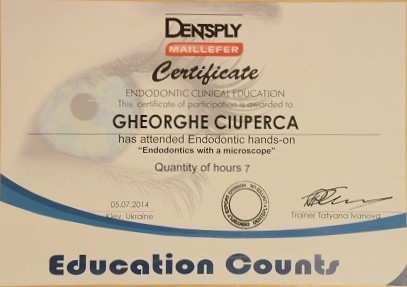 DENTSPLY
MAILLEFER
Certificate
ENDODONTIC CLINICAL EDUCATION
This certificate of participation is awarded to
GHEORGHE CIUPERCA
has attended Endodontic hands-on
"Endodontics with a microscope"
Quantity of hours 7
05.07.2014
Kiev, Ukraine
Trainer Tatyana Ivanova
Education Counts